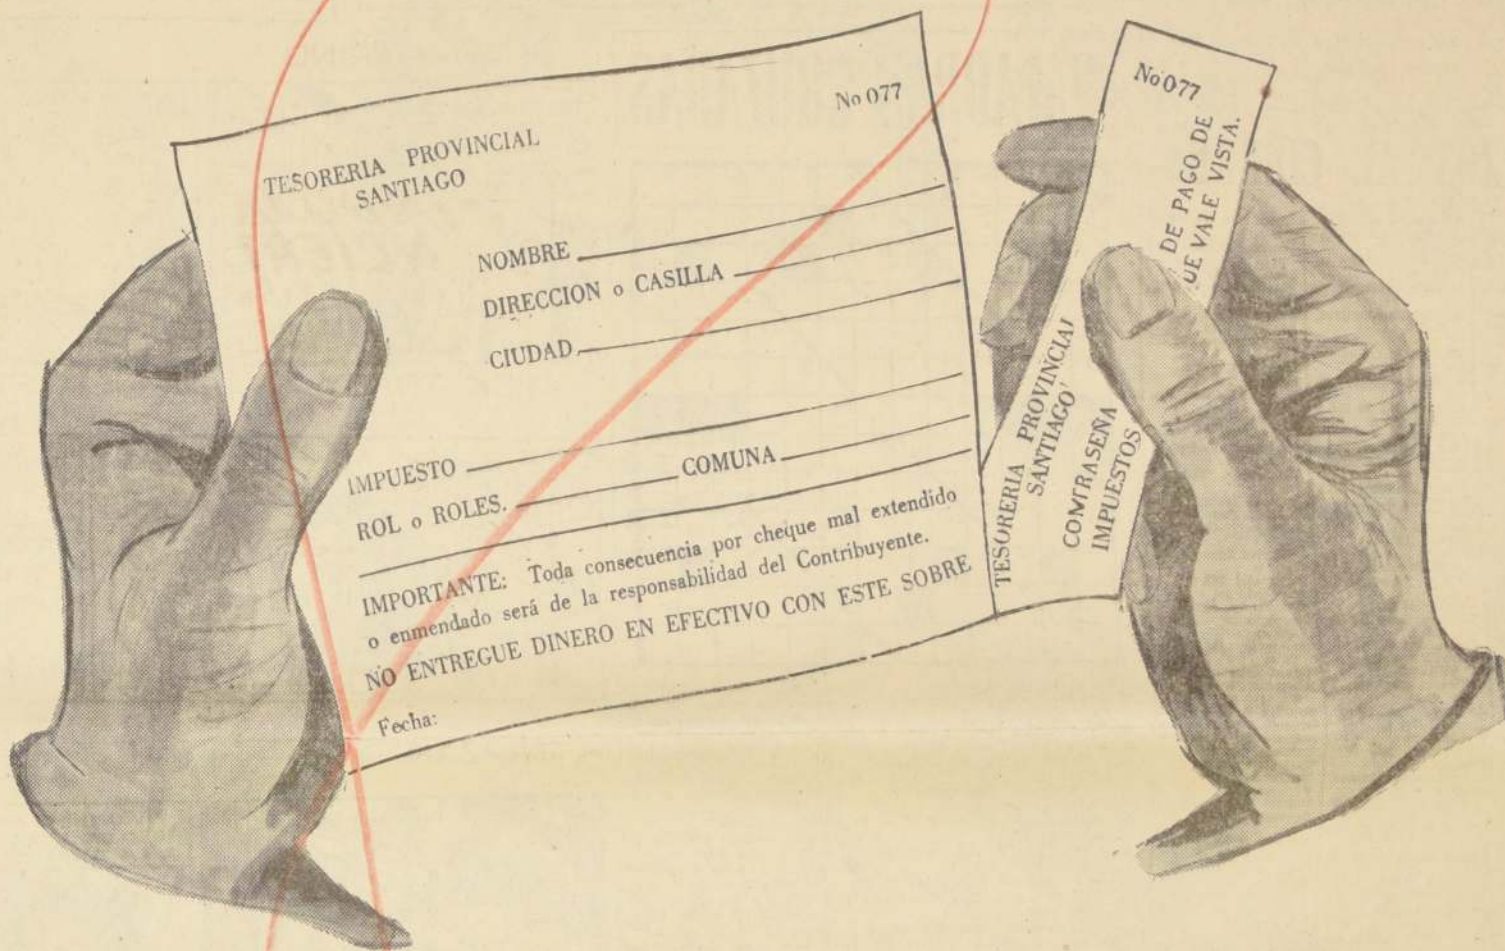 No 077
TESORERIA PROVINCIAL
SANTIAGO
NOMBRE
DIRECCION o CASILLA
CIUDAD
IMPUESTO
ROL o ROLES. COMUNA
IMPORTANTE: Toda consecuencia por cheque mal extendido
o enmendado será de la responsabilidad del Contribuyente.
NO ENTREGUE DINERO EN EFECTIVO CON ESTE SOBRE
Fecha:
No 077
TESORERIA PROVINCIAL
SANTIAGO
CONTRASEÑA DE PAGO DE
IMPUESTOS UE VALE VISTA.